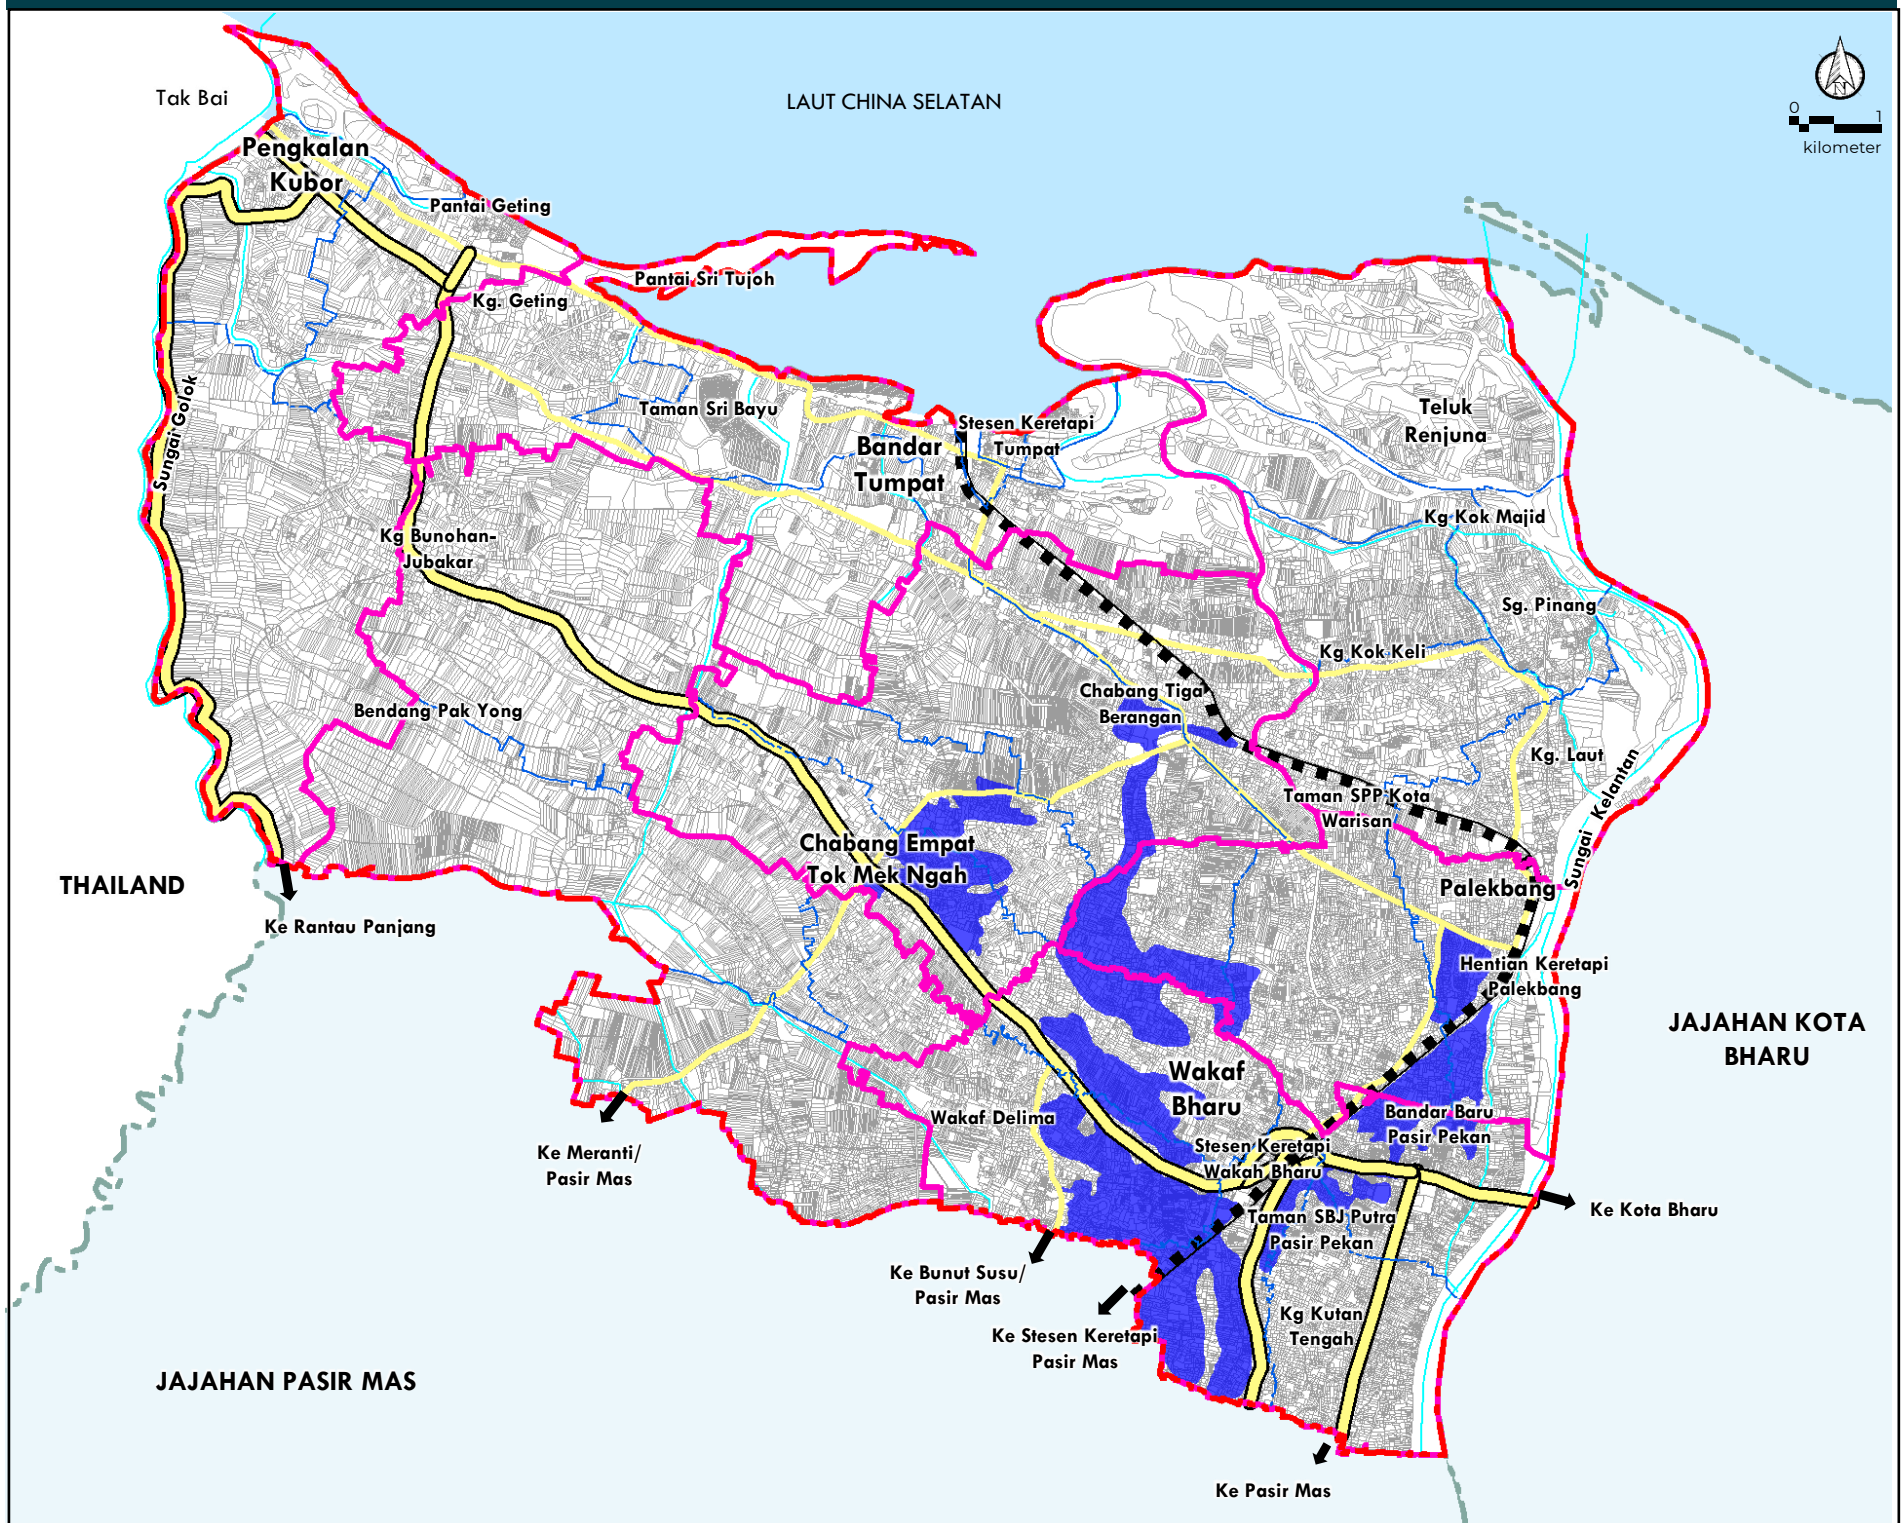 Tak Bai
LAUT CHINA SELATAN
0 1
kilometer
Pengkalan
Kubor
Pantai Geting
Pantai Sri Tujoh
Kg. Geting
Sungai Golok
Taman Sri Bayu
Bandar
Tumpat
Stesen Keretapi
Tumpat
Teluk
Renjuna
Kg Kok Majid
Kg Bunohan-
Jubakar
Sg. Pinang
Kg Kok Keli
Chabang Tiga
Berangan
Bendang Pak Yong
Kg. Laut
Sungai Kelantan
Taman SPP Kota
Warisan
Chabang Empat
Tok Mek Ngah
THAILAND
Palekbang
Ke Rantau Panjang
Hentian Keretapi
Palekbang
JAJAHAN KOTA
BHARU
Wakaf
Bharu
Wakaf Delima
Bandar Baru
Pasir Pekan
Ke Meranti/
Pasir Mas
Stesen Keretapi
Wakah Bharu
Ke Kota Bharu
Taman SBJ Putra
Pasir Pekan
Ke Bunut Susu/
Pasir Mas
Kg Kutan
Tengah
Ke Stesen Keretapi
Pasir Mas
JAJAHAN PASIR MAS
Ke Pasir Mas
N